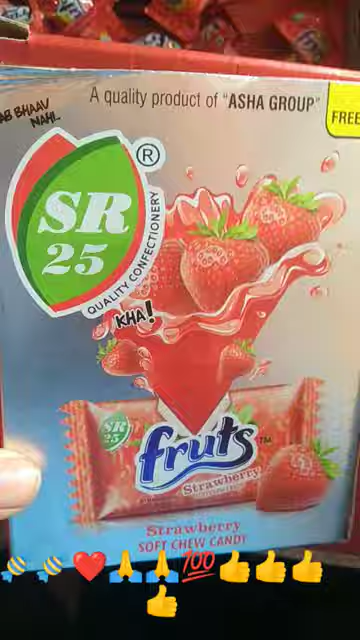 A quality product of "ASHA GROUP"
AB BHAAV
NAHI..
FREE
®
SR
25
QUALITY CONFECTIONERY
KHA!
SR
25
fruts™
Strawberry
Strawberry
SOFT CHEW CANDY
💯